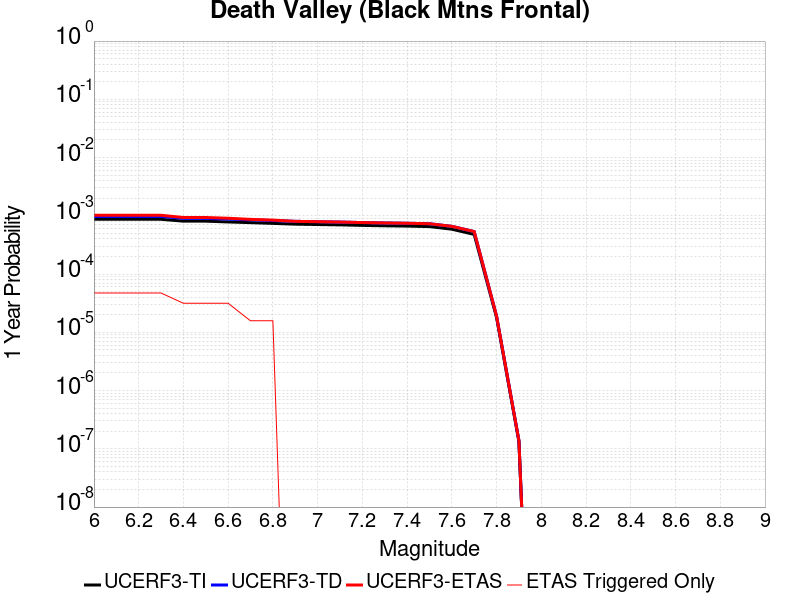 Death Valley (Black Mtns Frontal)
10 0
10 -1
10 -2
10 -3
10 -4
10 -5
10 -6
10 -7
10 -8
1 Year Probability
6 6.2 6.4 6.6 6.8 7 7.2 7.4 7.6 7.8 8 8.2 8.4 8.6 8.8 9
Magnitude
UCERF3-TI UCERF3-TD UCERF3-ETAS ETAS Triggered Only